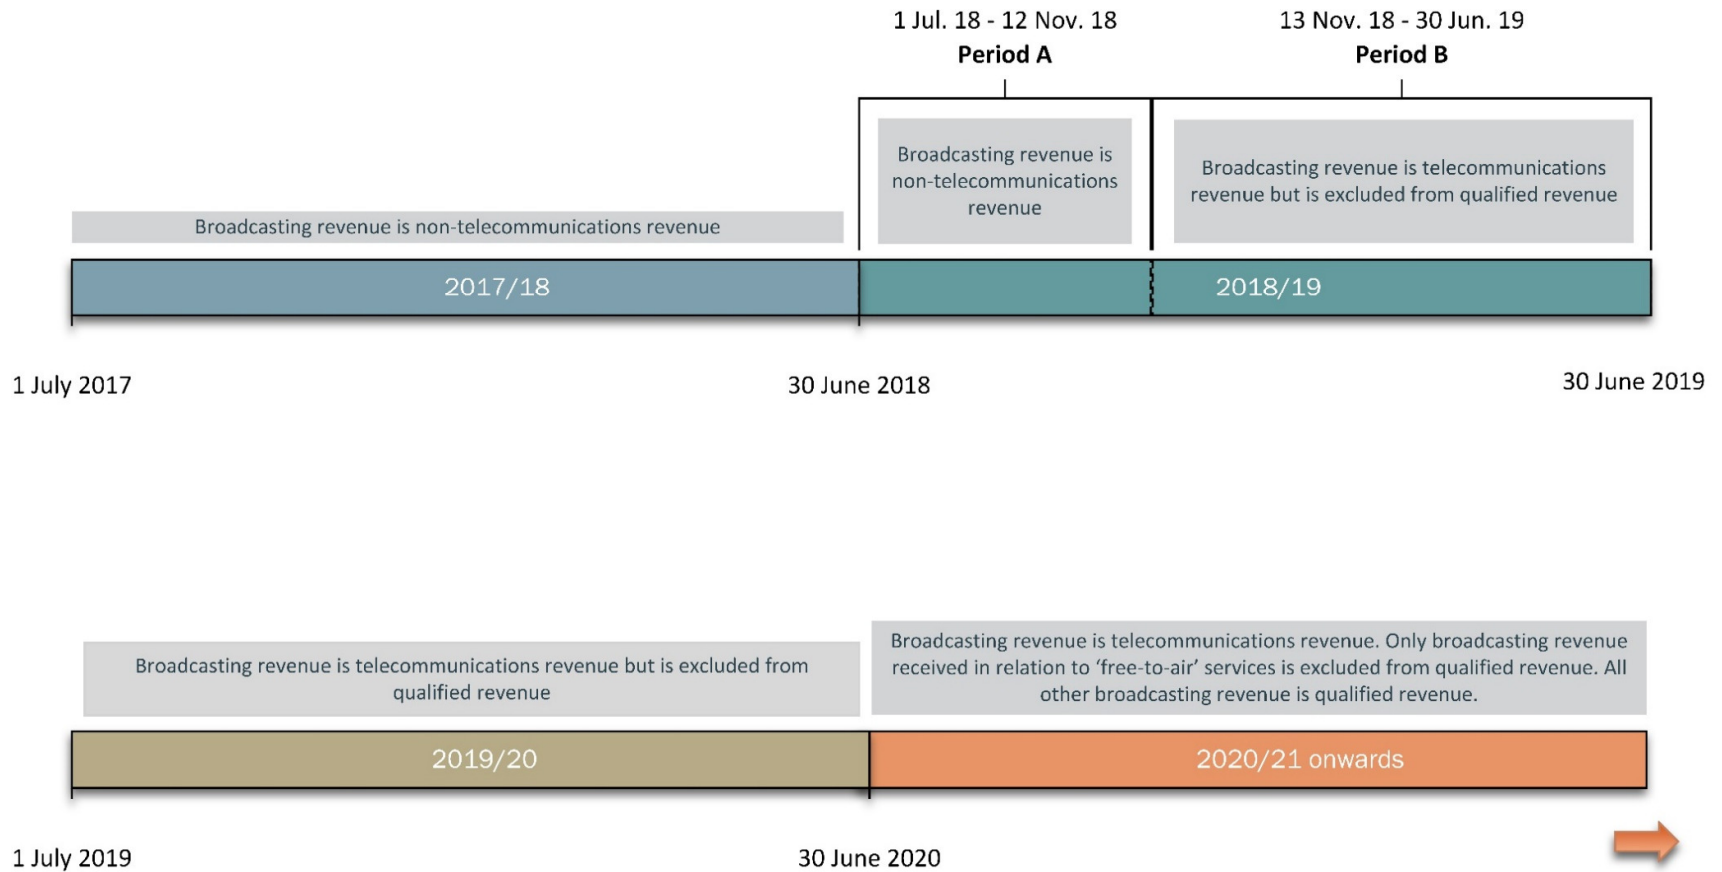 1 Jul. 18 - 12 Nov. 18
Period A
13 Nov. 18 - 30 Jun. 19
Period B
Broadcasting revenue is non-telecommunications revenue
Broadcasting revenue is
non-telecommunications
revenue
Broadcasting revenue is telecommunications
revenue but is excluded from qualified revenue
2017/18
2018/19
1 July 2017
30 June 2018
30 June 2019
Broadcasting revenue is telecommunications revenue but is excluded from
qualified revenue
Broadcasting revenue is telecommunications revenue. Only broadcasting revenue
received in relation to ‘free-to-air’ services is excluded from qualified revenue. All
other broadcasting revenue is qualified revenue.
2019/20
2020/21 onwards
1 July 2019
30 June 2020